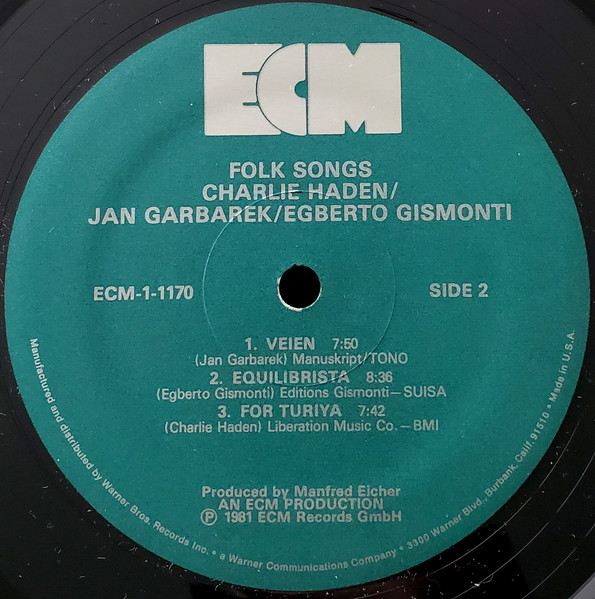 ECM
FOLK SONGS
CHARLIE HADEN/
JAN GARBAREK/EGBERTO GISMONTI
ECM-1-1170
SIDE 2
1. VEIEN 7:50
(Jan Garbarek) Manuskript/TONO
2. EQUILIBRISTA 8:36
(Egberto Gismonti) Editions Gismonti—SUISA
3. FOR TURIYA 7:42
(Charlie Haden) Liberation Music Co.—BMI
Produced by Manfred Eicher
AN ECM PRODUCTION
Ⓟ 1981 ECM Records GmbH
Manufactured and distributed by Warner Bros. Records Inc. • a Warner Communications Company • 3300 Warner Blvd., Burbank, Calif. 91510 • Made in U.S.A.